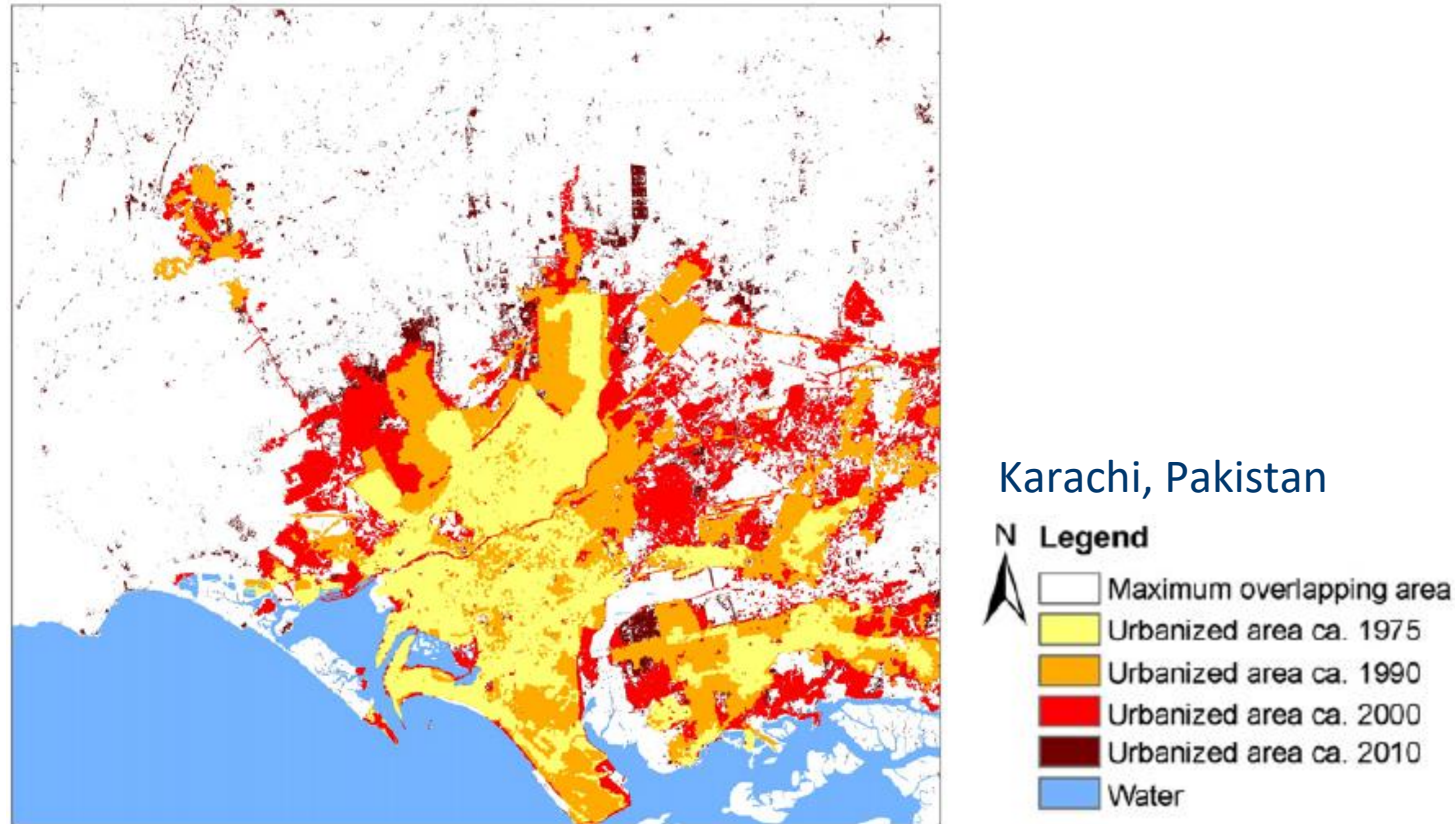 Karachi, Pakistan
N Legend
Maximum overlapping area
Urbanized area ca. 1975
Urbanized area ca. 1990
Urbanized area ca. 2000
Urbanized area ca. 2010
Water